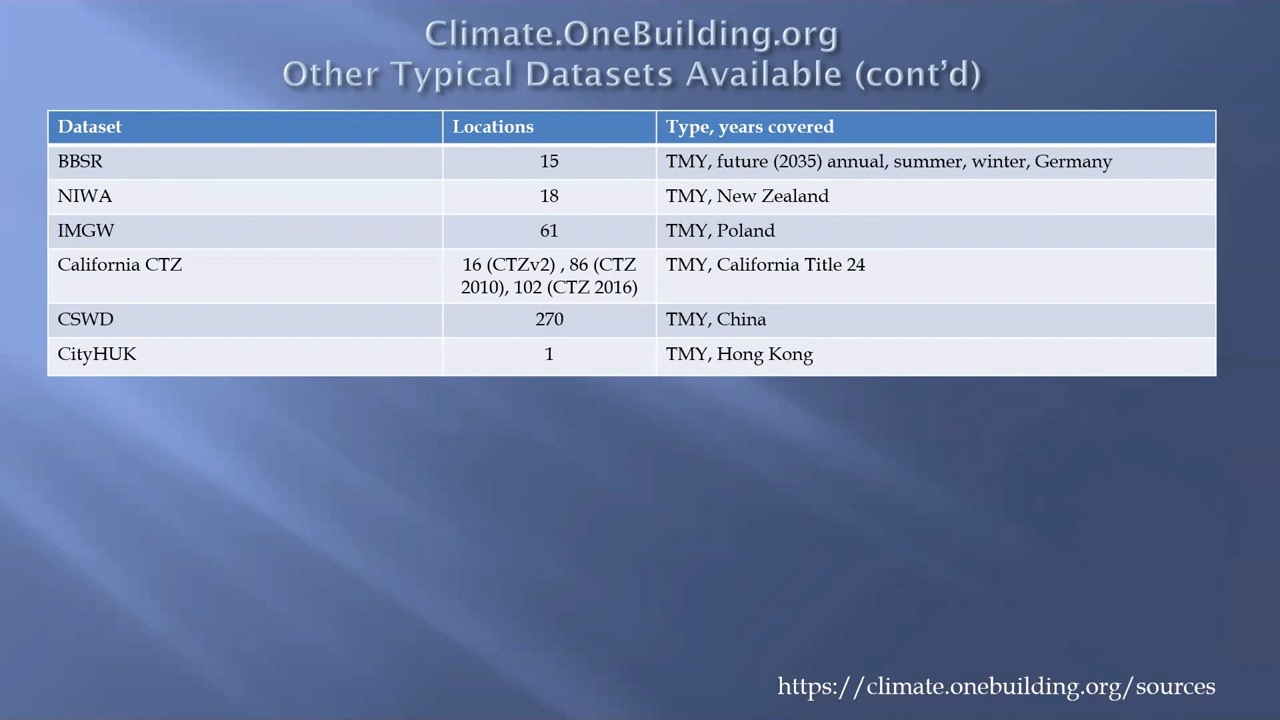 Climate.OneBuilding.org
Other Typical Datasets Available (cont’d)
Dataset Locations Type, years covered
BBSR 15 TMY, future (2035) annual, summer, winter, Germany
NIWA 18 TMY, New Zealand
IMGW 61 TMY, Poland
California CTZ 16 (CTZv2) , 86 (CTZ TMY, California Title 24
2010), 102 (CTZ 2016)
CSWD 270 TMY, China
CityHUK 1 TMY, Hong Kong
https://climate.onebuilding.org/sources